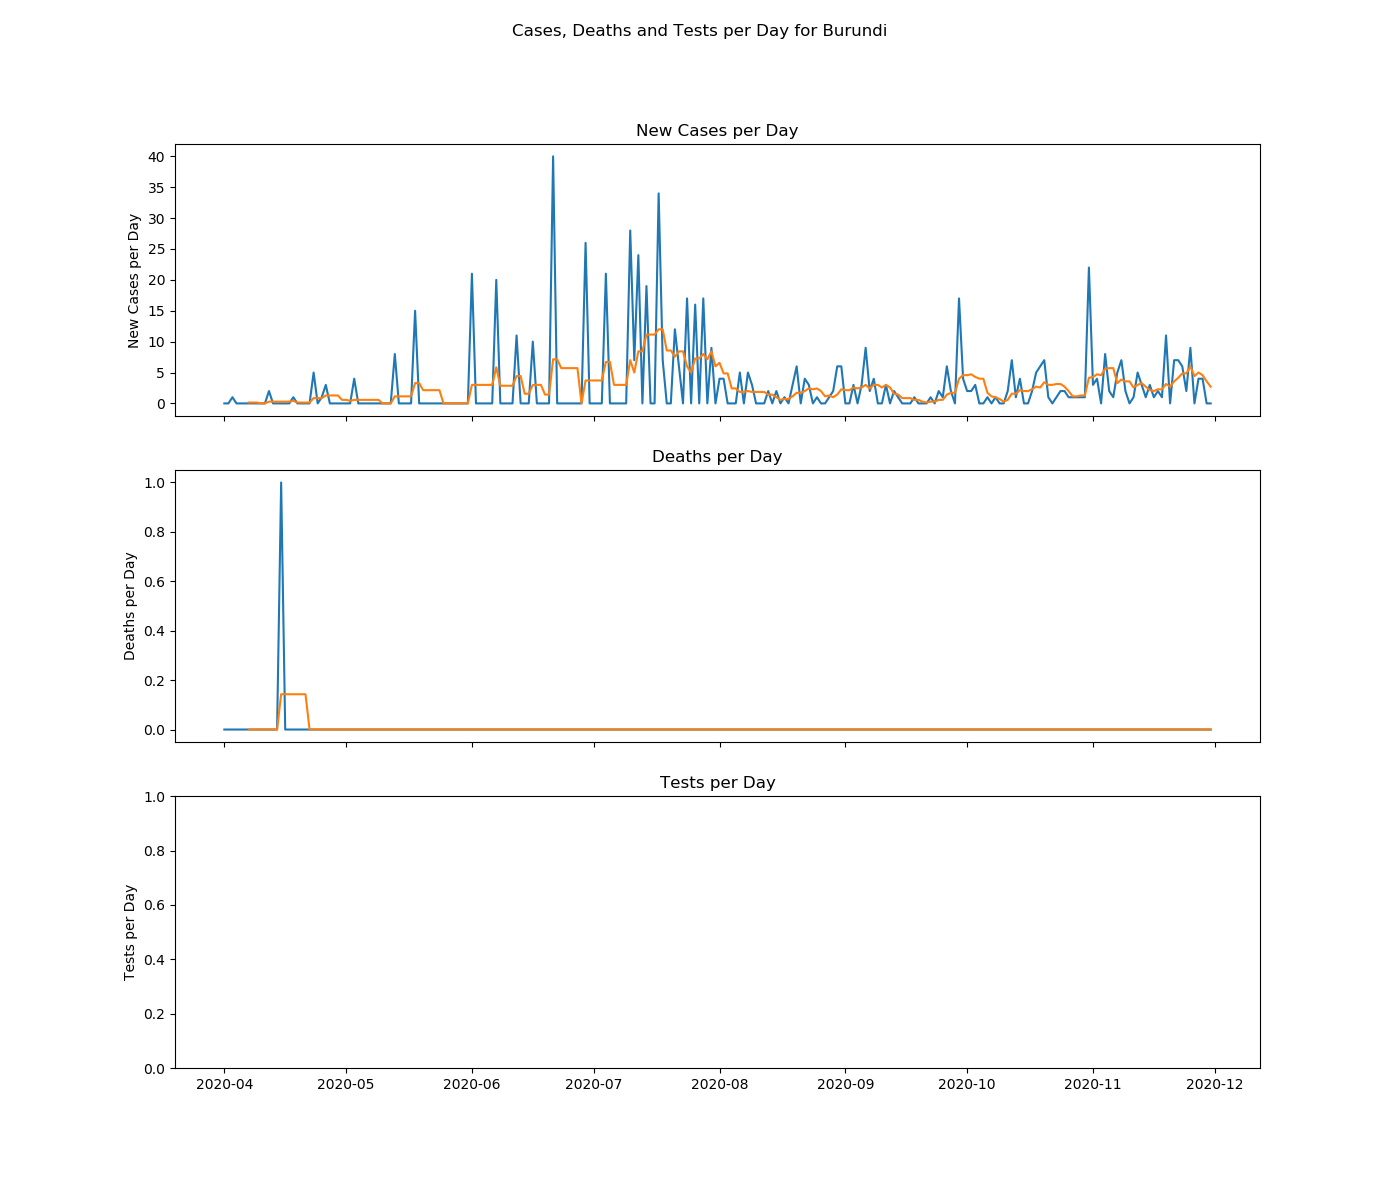 Cases, Deaths and Tests per Day for Burundi
New Cases per Day
New Cases per Day
40
35
30
25
20
15
10
5
0
Deaths per Day
Deaths per Day
1.0
0.8
0.6
0.4
0.2
0.0
Tests per Day
Tests per Day
1.0
0.8
0.6
0.4
0.2
0.0
2020-04 2020-05 2020-06 2020-07 2020-08 2020-09 2020-10 2020-11 2020-12